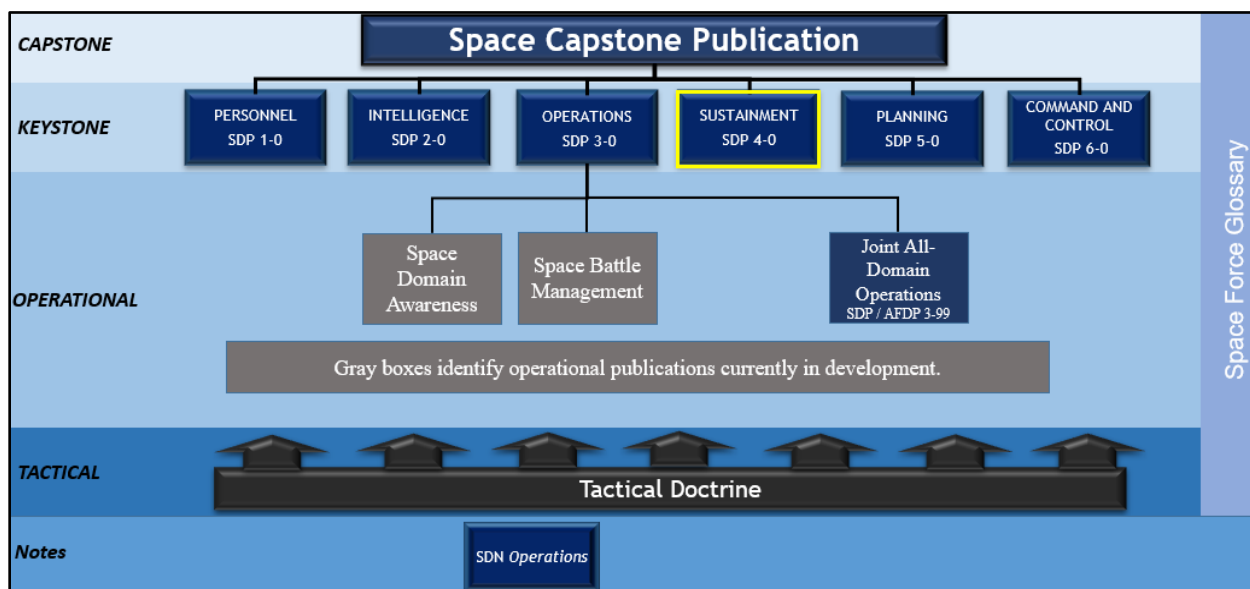 CAPSTONE
Space Capstone Publication
KEYSTONE
PERSONNEL
SDP 1-0
INTELLIGENCE
SDP 2-0
OPERATIONS
SDP 3-0
SUSTAINMENT
SDP 4-0
PLANNING
SDP 5-0
COMMAND AND
CONTROL
SDP 6-0
OPERATIONAL
Space
Domain
Awareness
Space Battle
Management
Joint All-
Domain
Operations
SDP / AFDP 3-99
Gray boxes identify operational publications currently in development.
TACTICAL
Tactical Doctrine
Notes
SDN Operations
Space Force Glossary